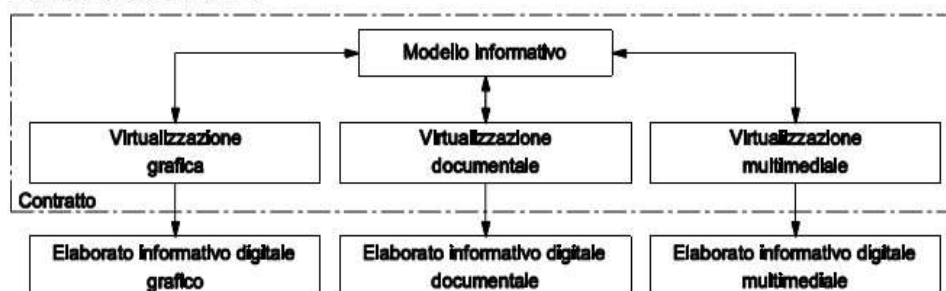 Modello informativo
Virtualizzazione
grafica
Virtualizzazione
documentale
Virtualizzazione
multimediale
Contratto
Elaborato informativo digitale
grafico
Elaborato informativo digitale
documentale
Elaborato informativo digitale
multimediale